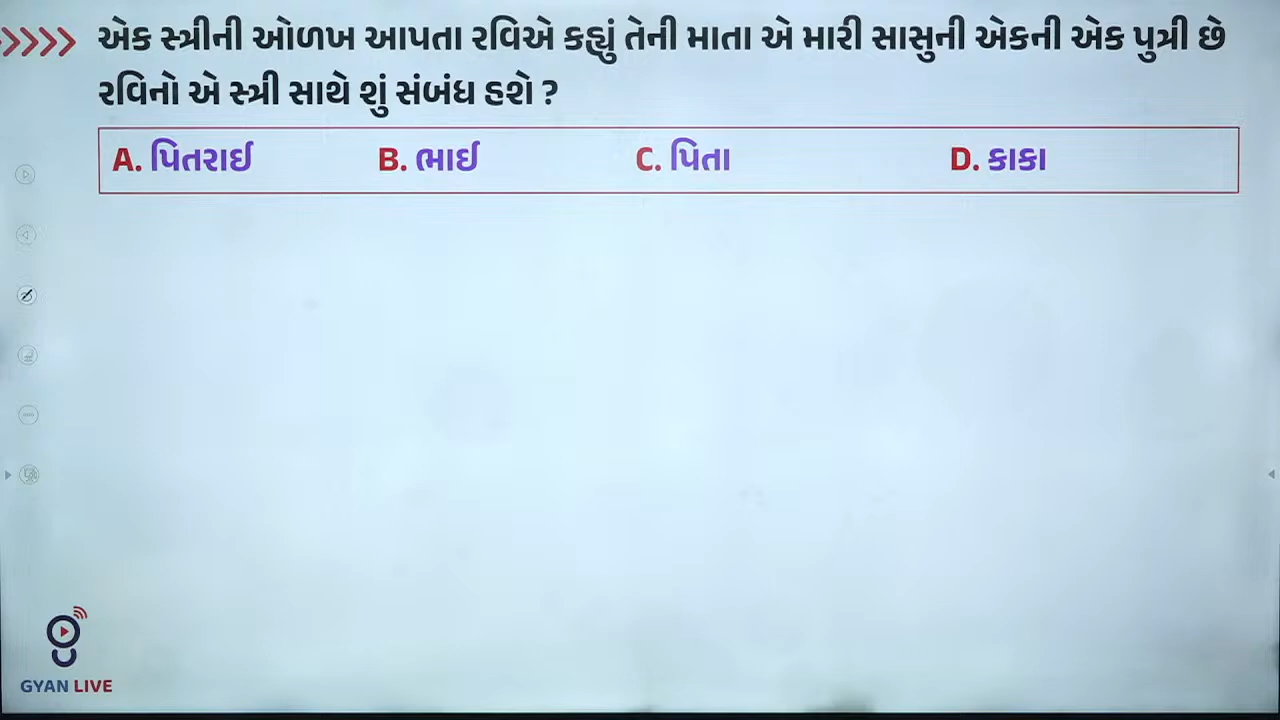 એક સ્ત્રીની ઓળખ આપતા રવિએ કહ્યું તેની માતા એ મારી સાસુની એકની એક પુત્રી છે
રવિનો એ સ્ત્રી સાથે શું સંબંધ હશે ?
A. પિતરાઈ B. ભાઈ C. પિતા D. કાકા
GYAN LIVE